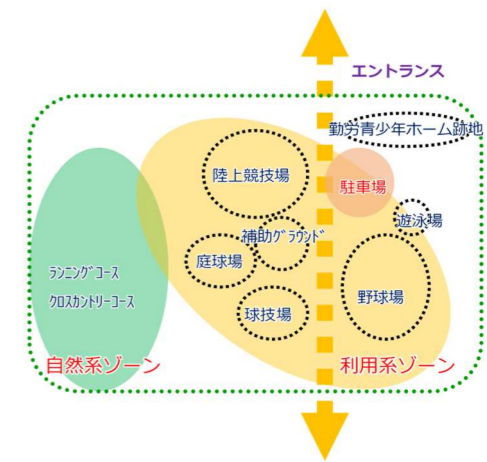 エントランス
勤労青少年ホーム跡地
陸上競技場
駐車場
遊泳場
補助グラウンド
庭球場
ランニングコース
野球場
クロスカントリーコース
球技場
自然系ゾーン
利用系ゾーン